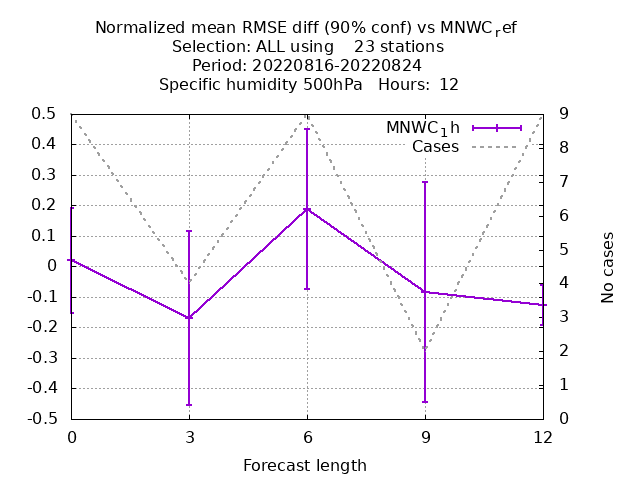 Normalized mean RMSE diff (90% conf) vs MNWC_ref
Selection: ALL using 23 stations
Period: 20220816-20220824
Specific humidity 500hPa Hours: 12
MNWC_1h
Cases
0.5
0.4
0.3
0.2
0.1
0
-0.1
-0.2
-0.3
-0.4
-0.5
9
8
7
6
5
4
3
2
1
0
No cases
0 3 6 9 12
Forecast length